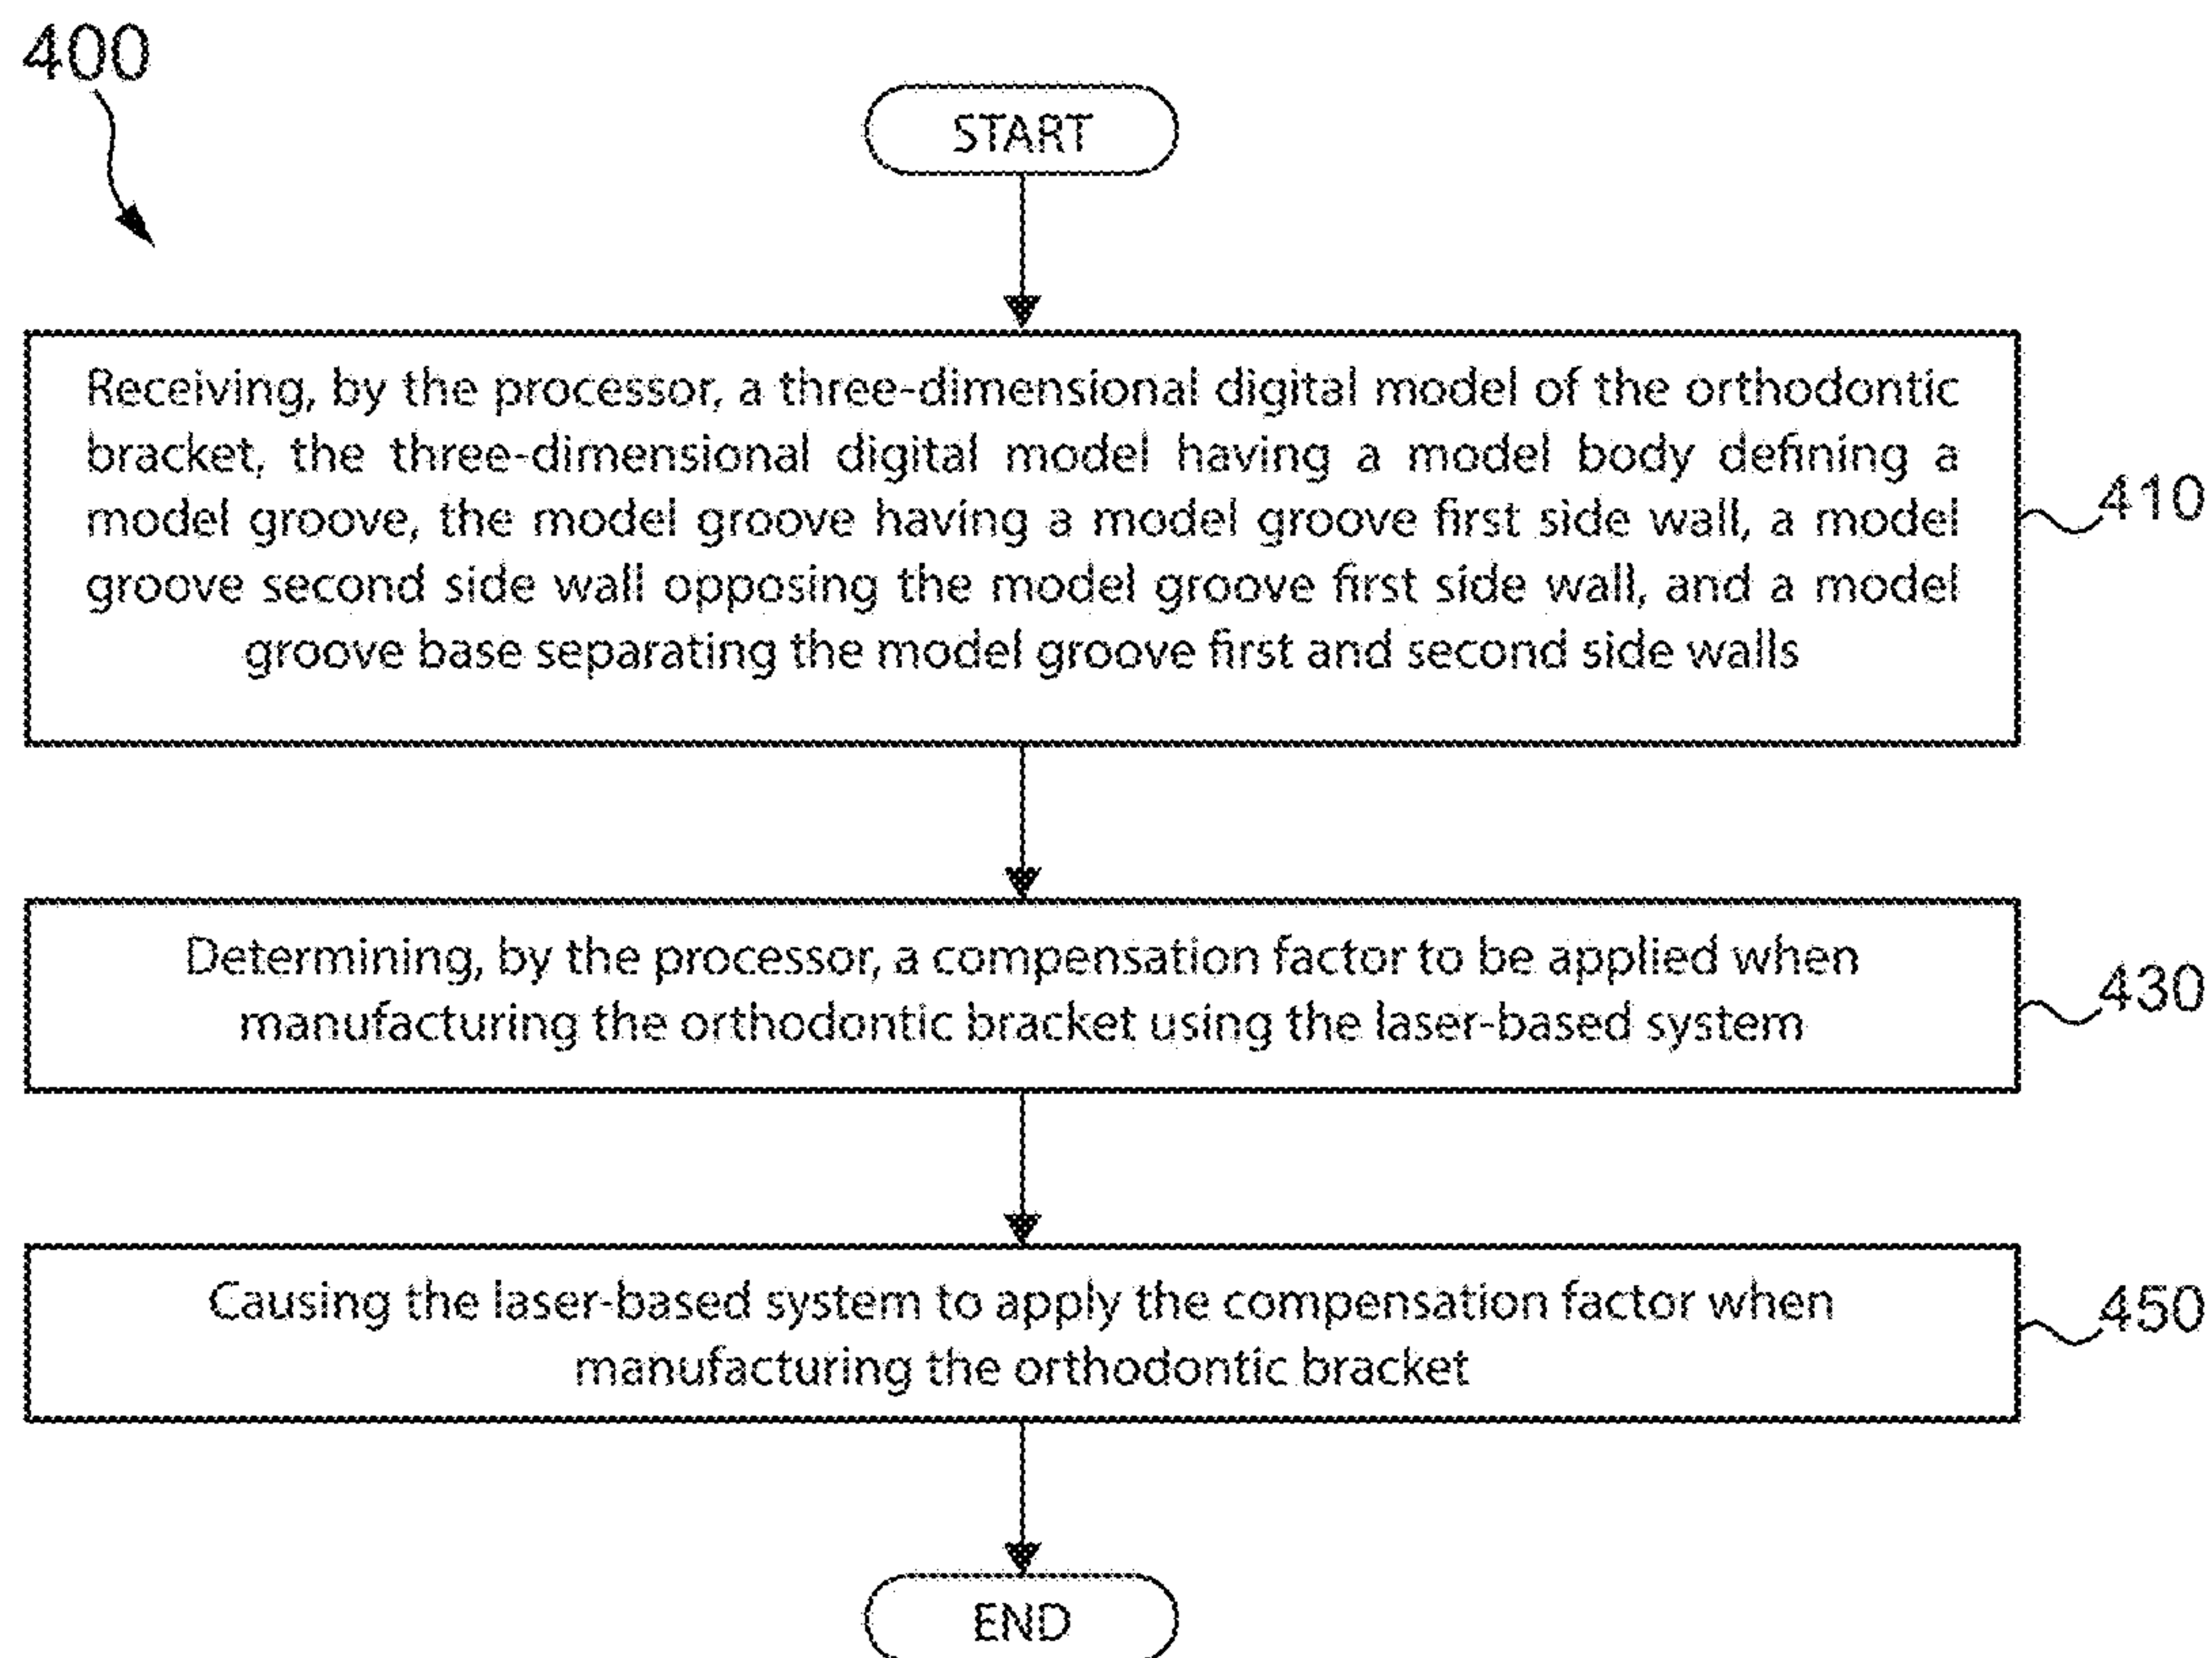 400
START
Receiving, by the processor, a three-dimensional digital model of the orthodontic
bracket, the three-dimensional digital model having a model body defining a
model groove, the model groove having a model groove first side wall, a model
groove second side wall opposing the model groove first side wall, and a model
groove base separating the model groove first and second side walls
410
Determining, by the processor, a compensation factor to be applied when
manufacturing the orthodontic bracket using the laser-based system
430
Causing the laser-based system to apply the compensation factor when
manufacturing the orthodontic bracket
450
END